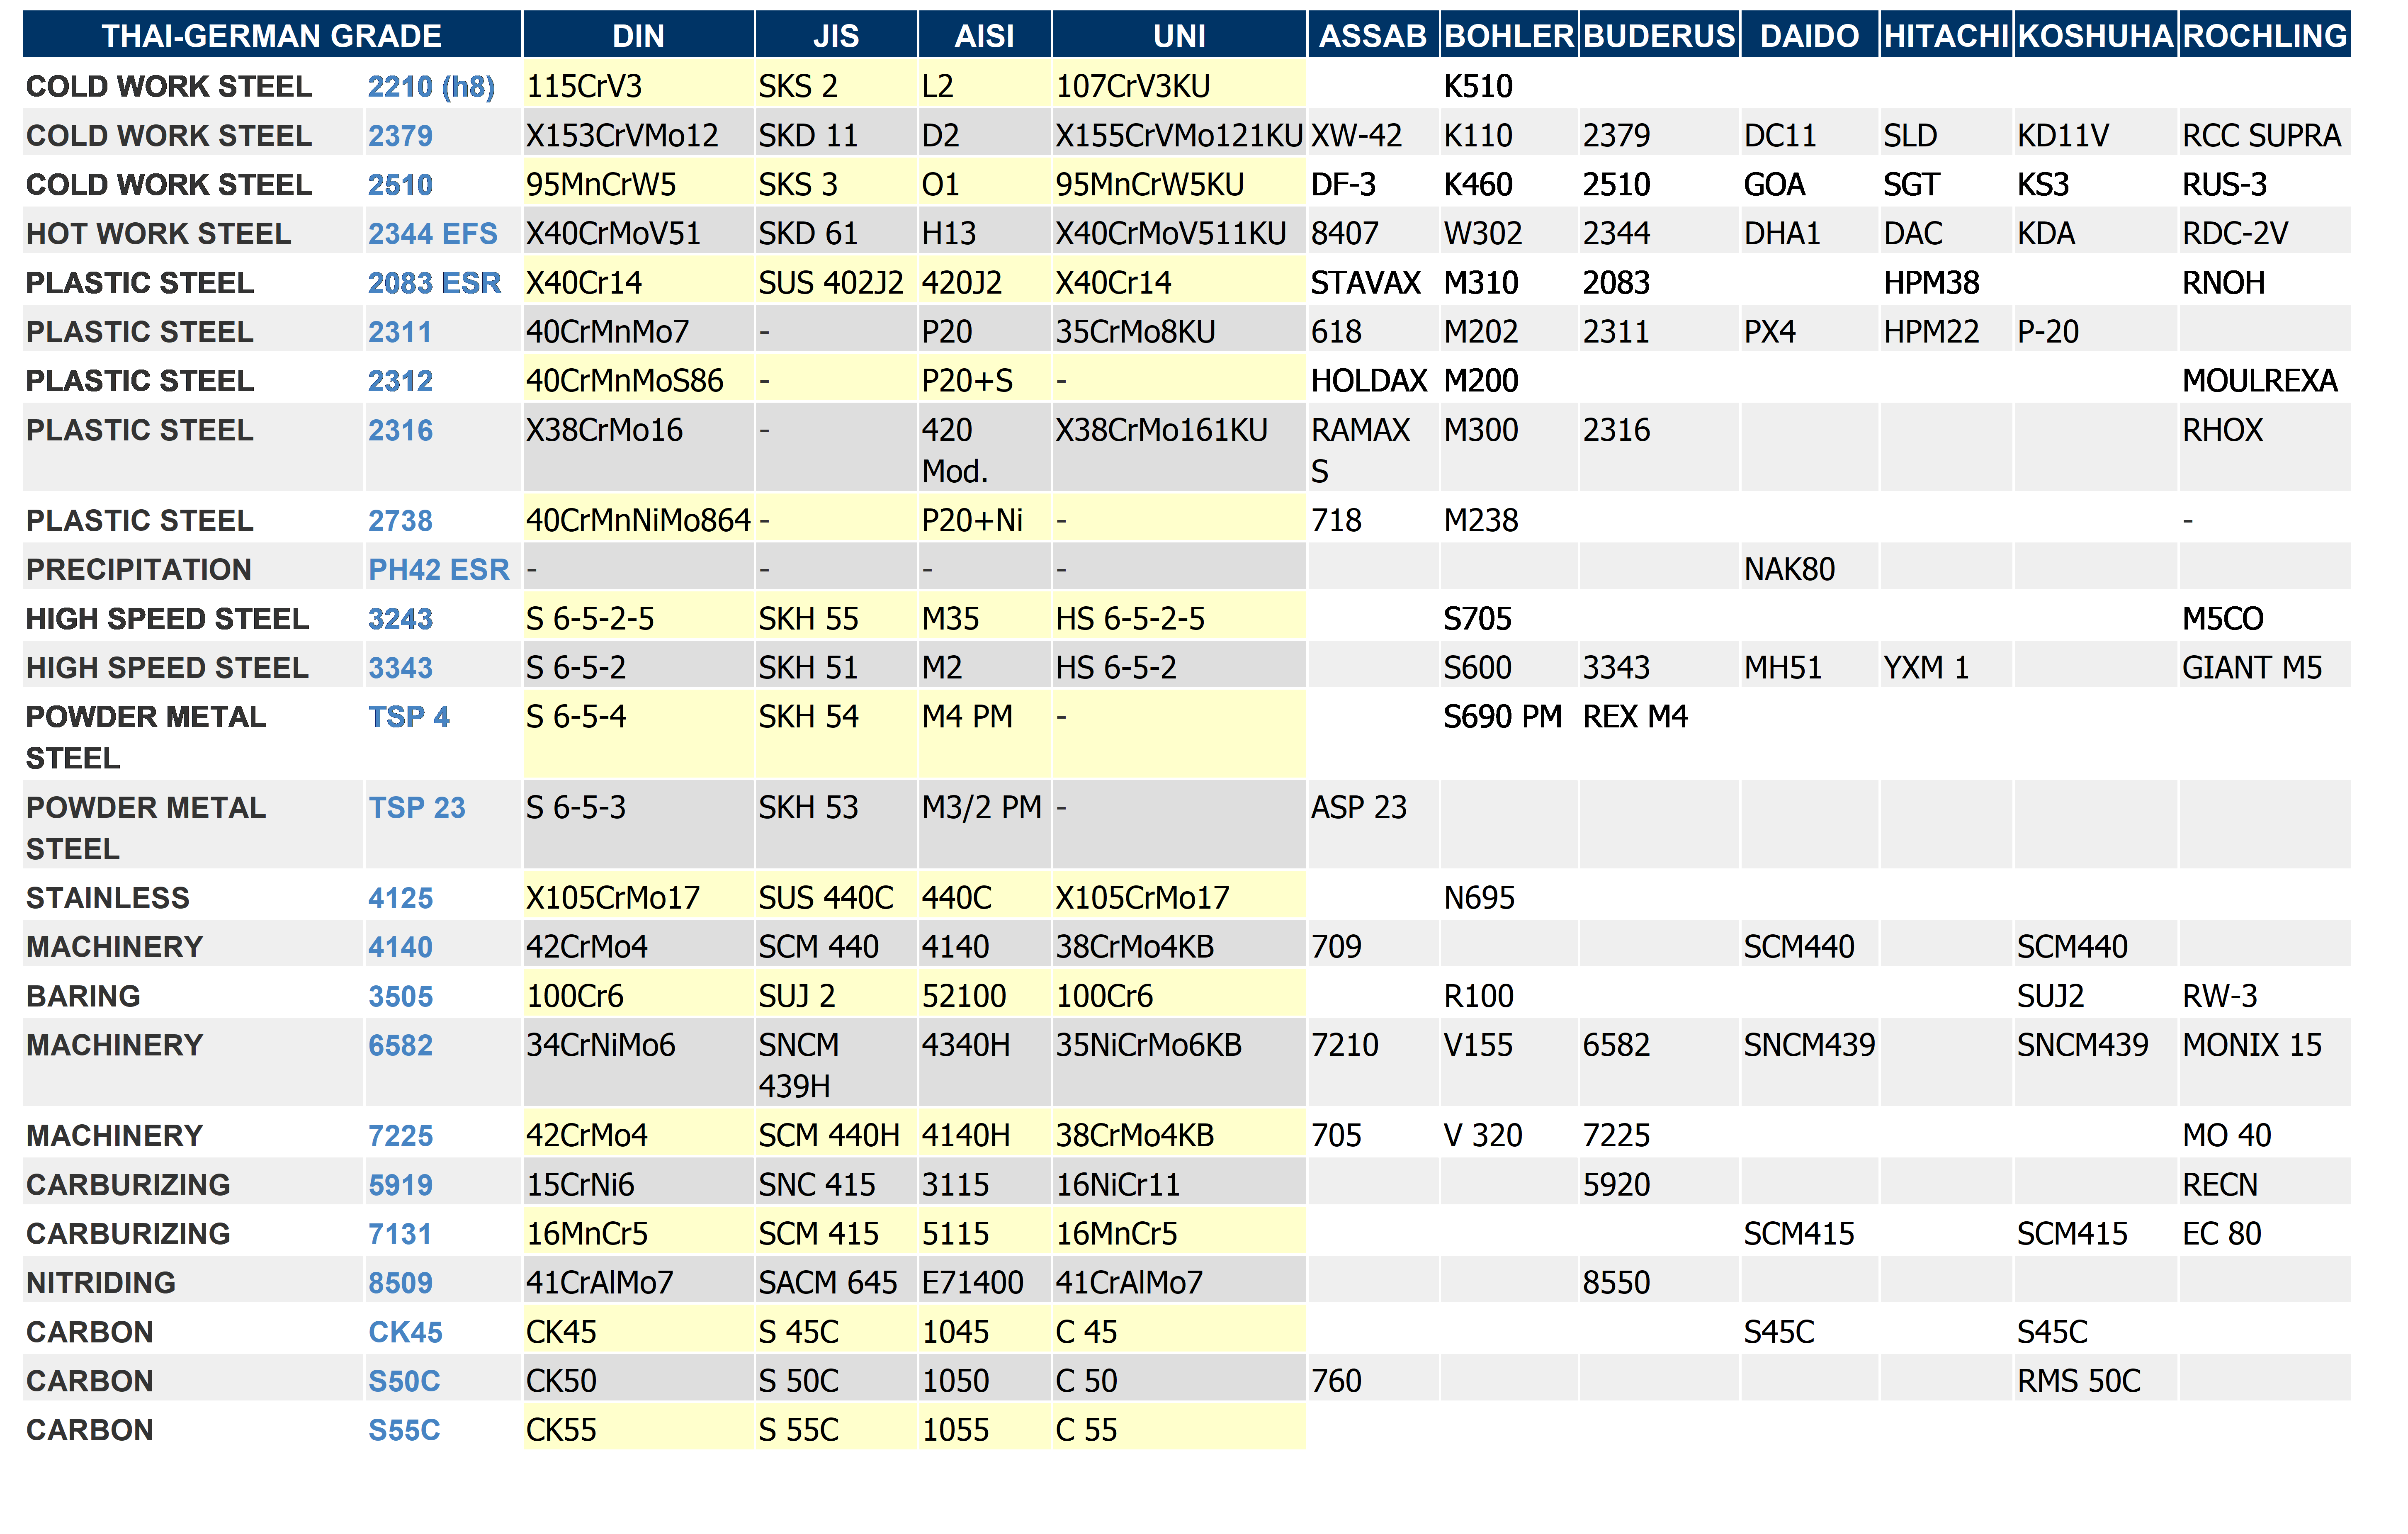 THAI-GERMAN GRADE DIN JIS AISI UNI ASSAB BOHLER BUDERUS DAIDO HITACHI KOSHUHA ROCHLING
COLD WORK STEEL 2210 (h8) 115CrV3 SKS 2 L2 107CrV3KU K510
COLD WORK STEEL 2379 X153CrVMo12 SKD 11 D2 X155CrVMo121KU XW-42 K110 2379 DC11 SLD KD11V RCC SUPRA
COLD WORK STEEL 2510 95MnCrW5 SKS 3 O1 95MnCrW5KU DF-3 K460 2510 GOA SGT KS3 RUS-3
HOT WORK STEEL 2344 EFS X40CrMoV51 SKD 61 H13 X40CrMoV511KU 8407 W302 2344 DHA1 DAC KDA RDC-2V
PLASTIC STEEL 2083 ESR X40Cr14 SUS 402J2 420J2 X40Cr14 STAVAX M310 2083 HPM38 RNOH
PLASTIC STEEL 2311 40CrMnMo7 - P20 35CrMo8KU 618 M202 2311 PX4 HPM22 P-20
PLASTIC STEEL 2312 40CrMnMoS86 - P20+S - HOLDAX M200 MOULREXA
PLASTIC STEEL 2316 X38CrMo16 - 420 X38CrMo161KU RAMAX M300 2316 RHOX
Mod. S
PLASTIC STEEL 2738 40CrMnNiMo864 - P20+Ni - 718 M238 -
PRECIPITATION PH42 ESR - - - - NAK80
HIGH SPEED STEEL 3243 S 6-5-2-5 SKH 55 M35 HS 6-5-2-5 S705 M5CO
HIGH SPEED STEEL 3343 S 6-5-2 SKH 51 M2 HS 6-5-2 S600 3343 MH51 YXM 1 GIANT M5
POWDER METAL TSP 4 S 6-5-4 SKH 54 M4 PM - S690 PM REX M4
STEEL
POWDER METAL TSP 23 S 6-5-3 SKH 53 M3/2 PM - ASP 23
STEEL
STAINLESS 4125 X105CrMo17 SUS 440C 440C X105CrMo17 N695
MACHINERY 4140 42CrMo4 SCM 440 4140 38CrMo4KB 709 SCM440 SCM440
BARING 3505 100Cr6 SUJ 2 52100 100Cr6 R100 SUJ2 RW-3
MACHINERY 6582 34CrNiMo6 SNCM 4340H 35NiCrMo6KB 7210 V155 6582 SNCM439 SNCM439 MONIX 15
439H
MACHINERY 7225 42CrMo4 SCM 440H 4140H 38CrMo4KB 705 V 320 7225 MO 40
CARBURIZING 5919 15CrNi6 SNC 415 3115 16NiCr11 5920 RECN
CARBURIZING 7131 16MnCr5 SCM 415 5115 16MnCr5 SCM415 SCM415 EC 80
NITRIDING 8509 41CrAlMo7 SACM 645 E71400 41CrAlMo7 8550
CARBON CK45 CK45 S 45C 1045 C 45 S45C S45C
CARBON S50C CK50 S 50C 1050 C 50 760 RMS 50C
CARBON S55C CK55 S 55C 1055 C 55